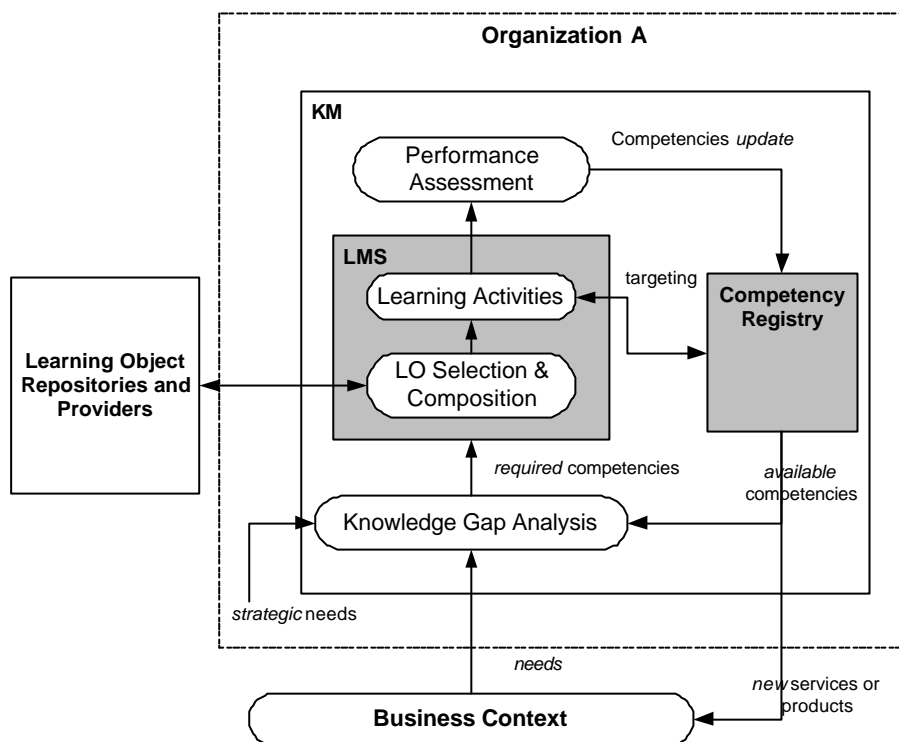 Organization A
KM
Performance
Assessment
Competencies update
LMS
Learning Activities
targeting
Competency
Registry
Learning Object
Repositories and
Providers
LO Selection &
Composition
required competencies
available
competencies
Knowledge Gap Analysis
strategic needs
needs
new services or
products
Business Context